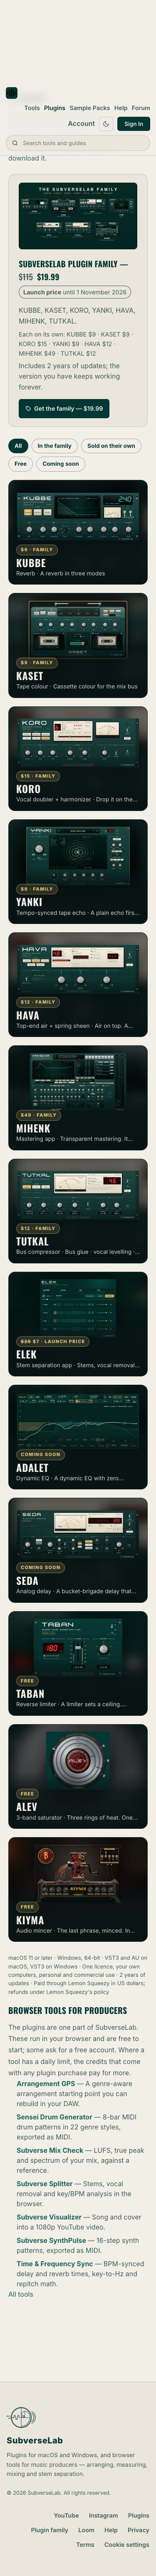 Tools Plugins Sample Packs Help Forum
Account Sign In
Search tools and guides
download it.
THE SUBVERSELAB FAMILY
SUBVERSELAB PLUGIN FAMILY —
$115 $19.99
Launch price until 1 November 2026
KUBBE, KASET, KORO, YANKI, HAVA,
MIHENK, TUTKAL.
Each on its own: KUBBE $9 · KASET $9 ·
KORO $15 · YANKI $9 · HAVA $12 ·
MIHENK $49 · TUTKAL $12
Includes 2 years of updates; the
version you have keeps working
forever.
Get the family — $19.99
All In the family Sold on their own
Free Coming soon
KUBBE
$9 · FAMILY
KUBBE
Reverb · A reverb in three modes
KASET
$9 · FAMILY
KASET
Tape colour · Cassette colour for the mix bus
KORO
$15 · FAMILY
KORO
Vocal doubler + harmonizer · Drop it on the…
YANKI
$9 · FAMILY
YANKI
Tempo-synced tape echo · A plain echo firs…
HAVA
$12 · FAMILY
HAVA
Top-end air + spring sheen · Air on top. A…
MIHENK
$49 · FAMILY
MIHENK
Mastering app · Transparent mastering. It…
TUTKAL
$12 · FAMILY
TUTKAL
Bus compressor · Bus glue · vocal levelling ·…
ELEK
$25 $7 · LAUNCH PRICE
ELEK
Stem separation app · Stems, vocal removal…
COMING SOON
ADALET
Dynamic EQ · A dynamic EQ with zero…
SEDA
COMING SOON
SEDA
Analog delay · A bucket-brigade delay that…
TABAN
FREE
TABAN
Reverse limiter · A limiter sets a ceiling.…
ALEV
FREE
ALEV
3-band saturator · Three rings of heat. One…
KIYMA
FREE
KIYMA
Audio mincer · The last phrase, minced. In…
macOS 11 or later · Windows, 64-bit · VST3 and AU on
macOS, VST3 on Windows · One licence, your own
computers, personal and commercial use · 2 years of
updates · Paid through Lemon Squeezy in US dollars;
refunds under Lemon Squeezy's policy
BROWSER TOOLS FOR PRODUCERS
The plugins are one part of SubverseLab.
These run in your browser and are free to
start; some ask for a free account. Where a
tool has a daily limit, the credits that come
with any plugin purchase pay for more.
Arrangement GPS — A genre-aware
arrangement starting point you can
rebuild in your DAW.
Sensei Drum Generator — 8-bar MIDI
drum patterns in 22 genre styles,
exported as MIDI.
Subverse Mix Check — LUFS, true peak
and spectrum of your mix, against a
reference.
Subverse Splitter — Stems, vocal
removal and key/BPM analysis in the
browser.
Subverse Visualizer — Song and cover
into a 1080p YouTube video.
Subverse SynthPulse — 16-step synth
patterns, exported as MIDI.
Time & Frequency Sync — BPM-synced
delay and reverb times, key-to-Hz and
repitch math.
All tools
SubverseLab
Plugins for macOS and Windows, and browser
tools for music producers — arranging, measuring,
mixing and stem separation.
© 2026 SubverseLab. All rights reserved.
YouTube Instagram Plugins
Plugin family Loom Help Privacy
Terms Cookie settings